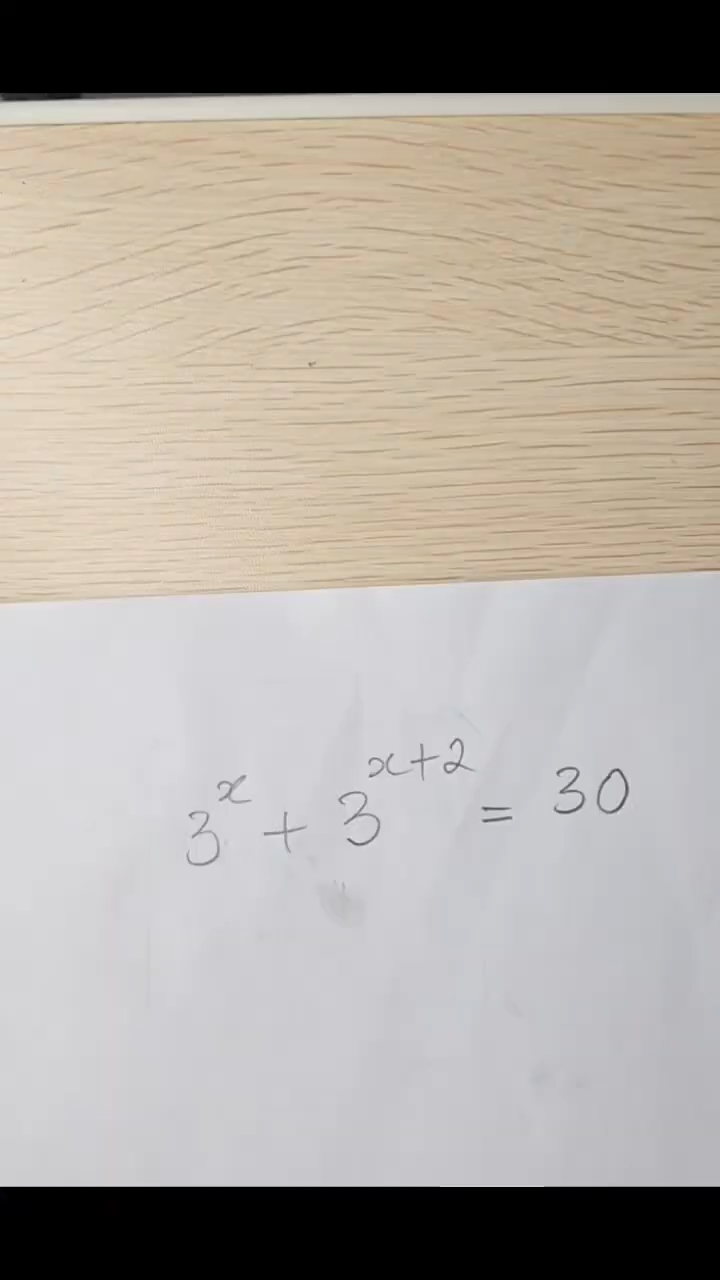 3^x + 3^{x+2} = 30